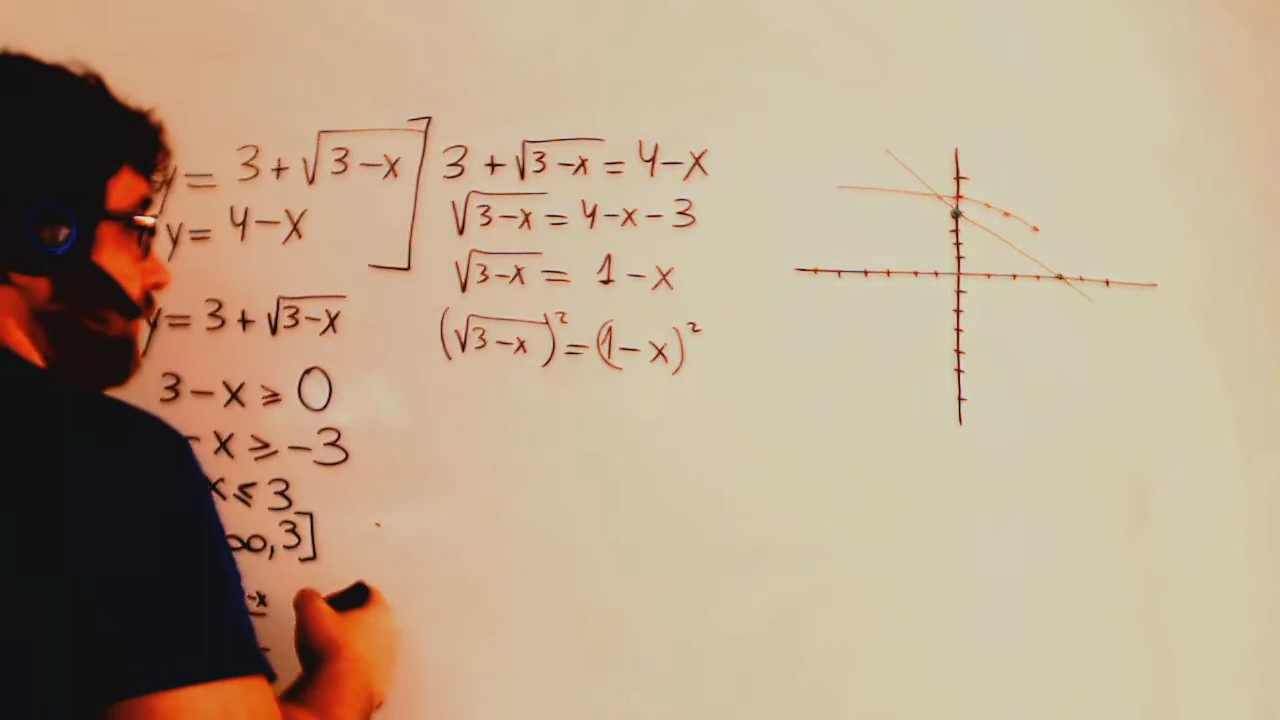 y = 3 + √(3 - x)
y = 4 - x
y = 3 + √(3 - x)
3 - x ⩾ 0
- x ⩾ - 3
x ⩽ 3
∞, 3]
-x
3 + √(3 - x) = 4 - x
√(3 - x) = 4 - x - 3
√(3 - x) = 1 - x
(√(3 - x))² = (1 - x)²